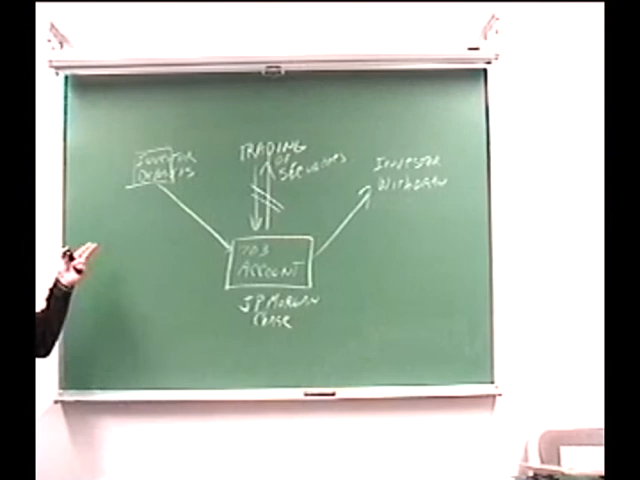 INVESTOR
DEPOSITS
TRADING
OF
SECURITIES
INVESTOR
WITHDRAW
703
ACCOUNT
JP MORGAN
CHASE